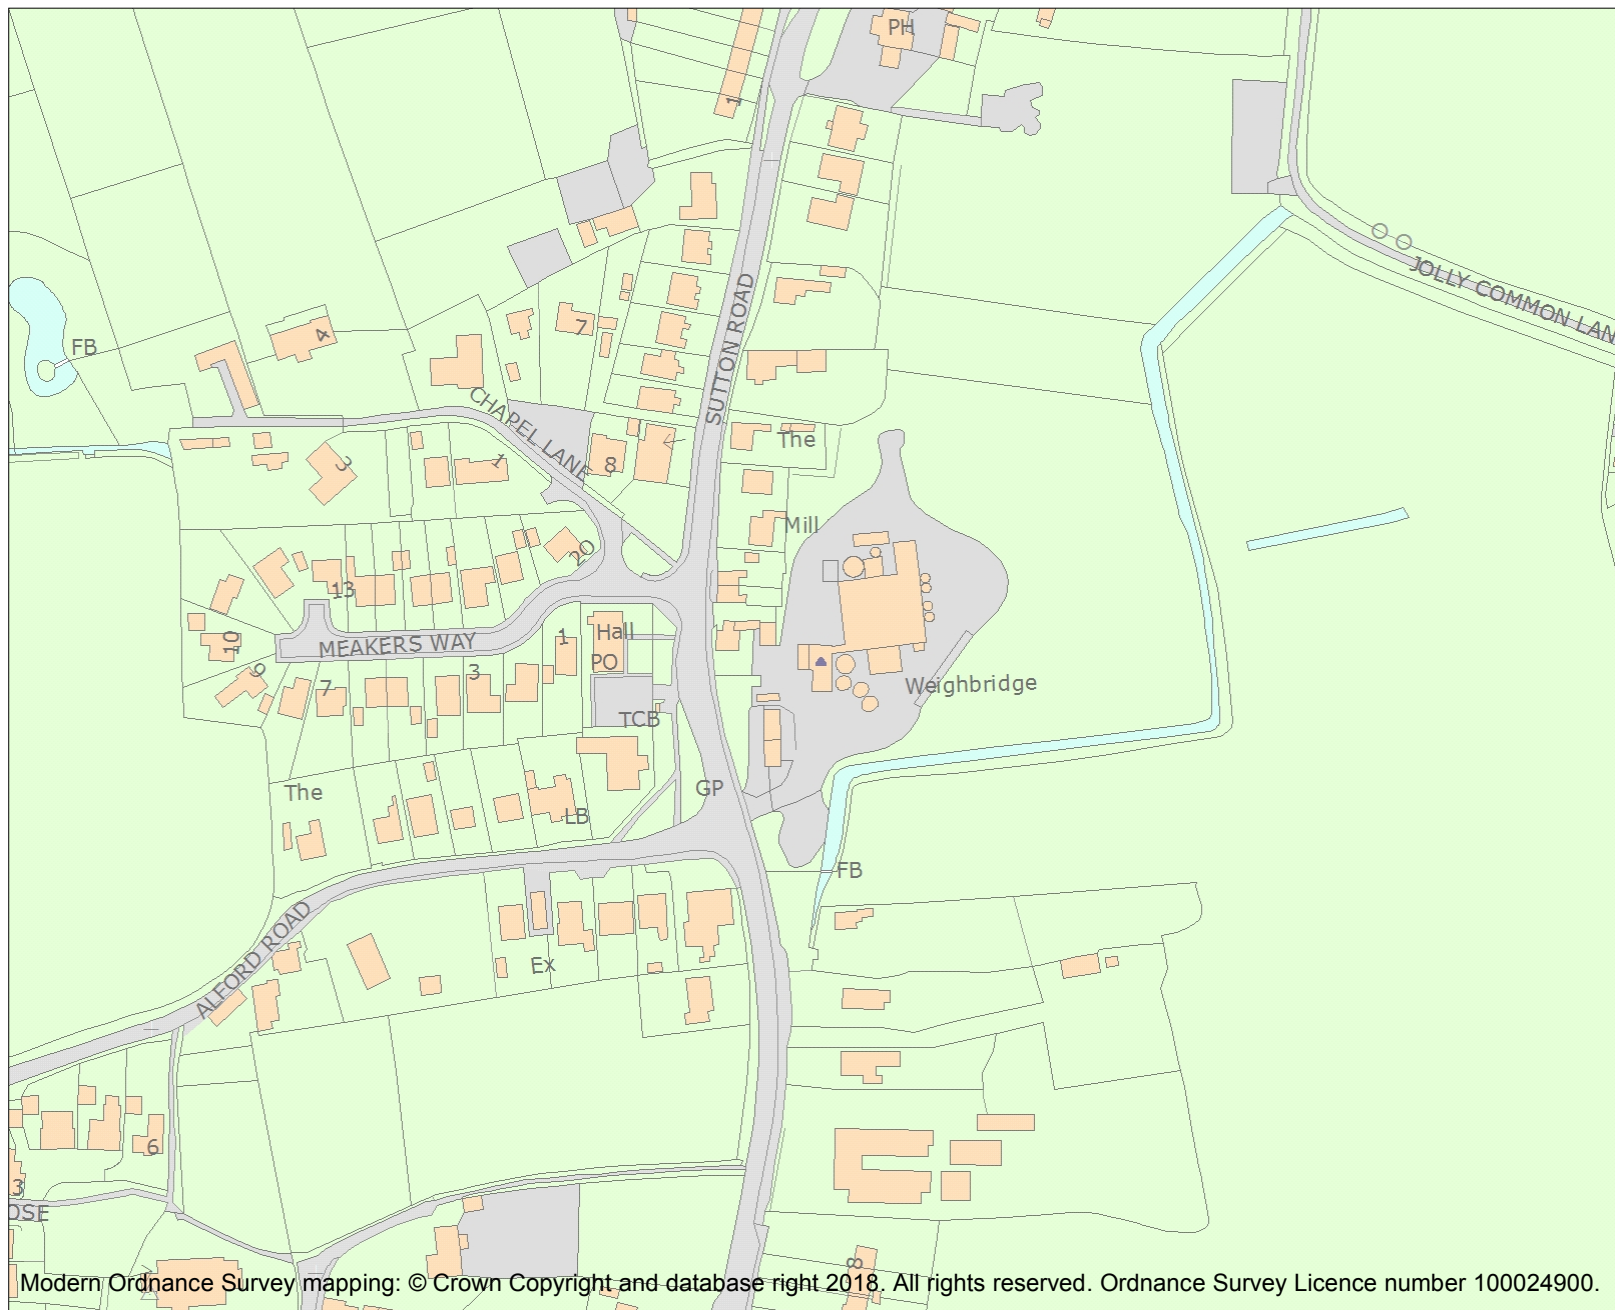 PH
1
SUTTON ROAD
JOLLY COMMON LAN
FB
4
7
CHAPEL LANE
The
3
1
8
Mill
20
13
MEAKERS WAY
10
9
7
3
1
Hall
PO
TCB
Weighbridge
The
GP
LB
FB
ALFORD ROAD
Ex
6
3
OSE
8
Modern Ordnance Survey mapping: © Crown Copyright and database right 2018. All rights reserved. Ordnance Survey Licence number 100024900.